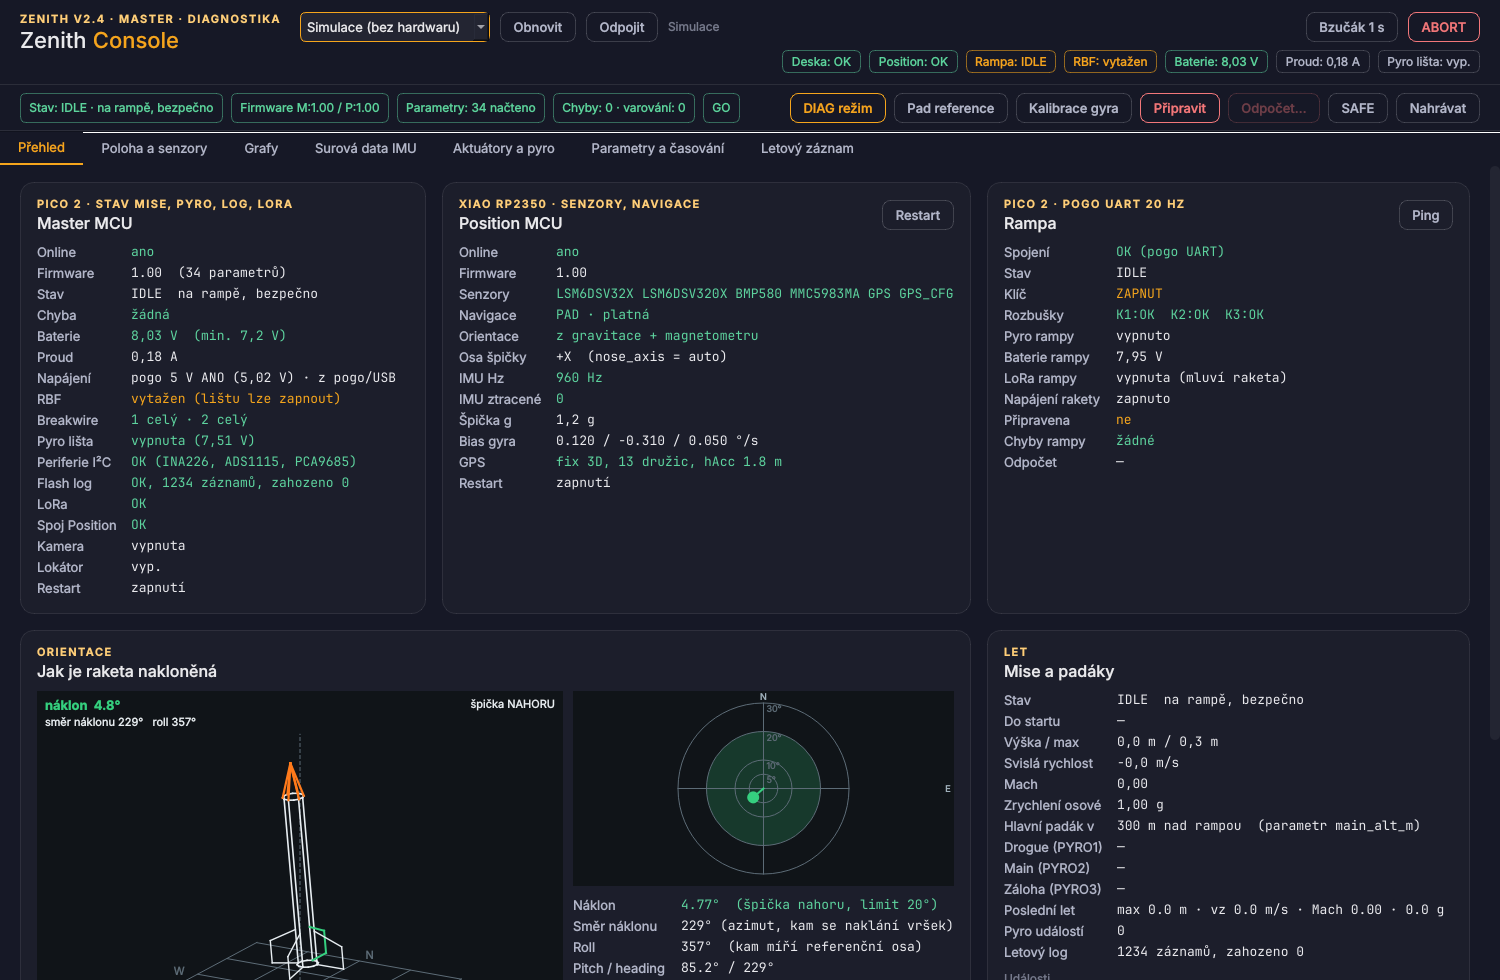 ZENITH V2.4 · MASTER · DIAGNOSTIKA
Zenith Console
Simulace (bez hardwaru)
Obnovit
Odpojit
Simulace
Bzučák 1 s
ABORT
Deska: OK
Position: OK
Rampa: IDLE
RBF: vytažen
Baterie: 8,03 V
Proud: 0,18 A
Pyro lišta: vyp.
Stav: IDLE · na rampě, bezpečno
Firmware M:1.00 / P:1.00
Parametry: 34 načteno
Chyby: 0 · varování: 0
GO
DIAG režim
Pad reference
Kalibrace gyra
Připravit
Odpočet...
SAFE
Nahrávat
Přehled
Poloha a senzory
Grafy
Surová data IMU
Aktuátory a pyro
Parametry a časování
Letový záznam
PICO 2 · STAV MISE, PYRO, LOG, LORA
Master MCU
Online ano
Firmware 1.00 (34 parametrů)
Stav IDLE na rampě, bezpečno
Chyba žádná
Baterie 8,03 V (min. 7,2 V)
Proud 0,18 A
Napájení pogo 5 V ANO (5,02 V) · z pogo/USB
RBF vytažen (lištu lze zapnout)
Breakwire 1 celý · 2 celý
Pyro lišta vypnuta (7,51 V)
Periferie I²C OK (INA226, ADS1115, PCA9685)
Flash log OK, 1234 záznamů, zahozeno 0
LoRa OK
Spoj Position OK
Kamera vypnuta
Lokátor vyp.
Restart zapnutí
XIAO RP2350 · SENZORY, NAVIGACE
Position MCU
Restart
Online ano
Firmware 1.00
Senzory LSM6DSV32X LSM6DSV320X BMP580 MMC5983MA GPS GPS_CFG
Navigace PAD · platná
Orientace z gravitace + magnetometru
Osa špičky +X (nose_axis = auto)
IMU Hz 960 Hz
IMU ztracené 0
Špička g 1,2 g
Bias gyra 0.120 / -0.310 / 0.050 °/s
GPS fix 3D, 13 družic, hAcc 1.8 m
Restart zapnutí
PICO 2 · POGO UART 20 HZ
Rampa
Ping
Spojení OK (pogo UART)
Stav IDLE
Klíč ZAPNUT
Rozbušky K1:OK K2:OK K3:OK
Pyro rampy vypnuto
Baterie rampy 7,95 V
LoRa rampy vypnuta (mluví raketa)
Napájení rakety zapnuto
Připravena ne
Chyby rampy žádné
Odpočet —
ORIENTACE
Jak je raketa nakloněná
náklon 4.8°
směr náklonu 229° roll 357°
špička NAHORU
N
W
N
30°
20°
10°
5°
E
Náklon 4.77° (špička nahoru, limit 20°)
Směr náklonu 229° (azimut, kam se naklání vršek)
Roll 357° (kam míří referenční osa)
Pitch / heading 85.2° / 229°
LET
Mise a padáky
Stav IDLE na rampě, bezpečno
Do startu —
Výška / max 0,0 m / 0,3 m
Svislá rychlost -0,0 m/s
Mach 0,00
Zrychlení osové 1,00 g
Hlavní padák v 300 m nad rampou (parametr main_alt_m)
Drogue (PYRO1) —
Main (PYRO2) —
Záloha (PYRO3) —
Poslední let max 0.0 m · vz 0.0 m/s · Mach 0.00 · 0.0 g
Pyro událostí 0
Letový log 1234 záznamů, zahozeno 0
Události